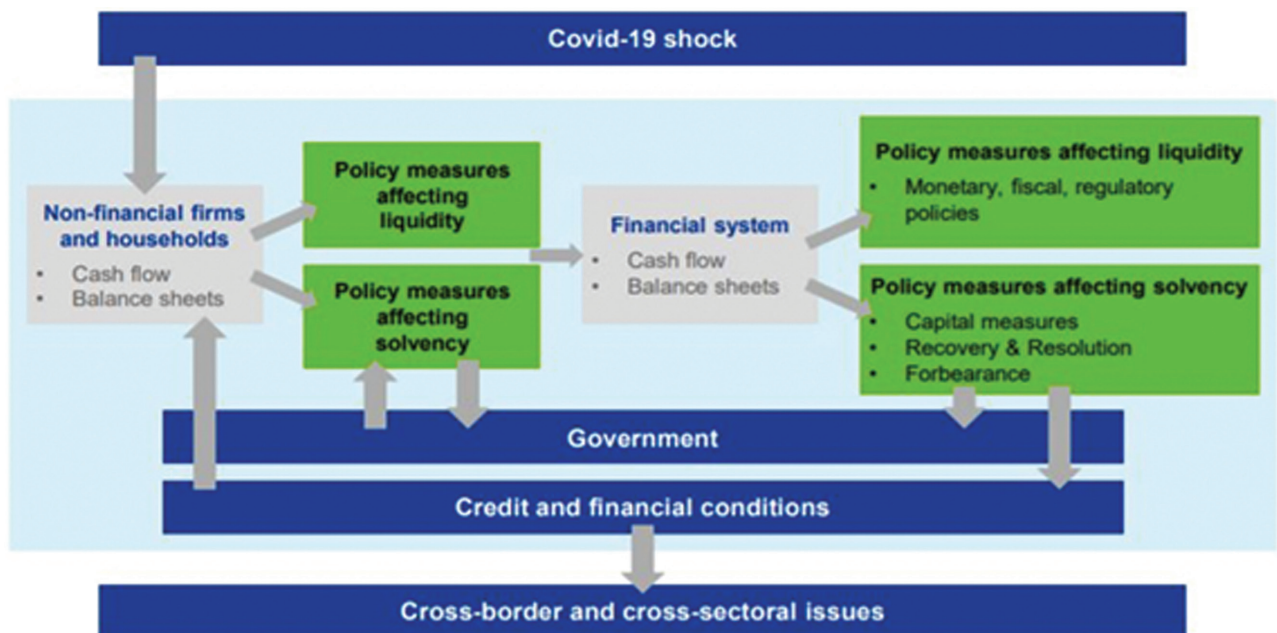 Covid-19 shock
Non-financial firms
and households
• Cash flow
• Balance sheets
Policy measures
affecting
liquidity
Policy measures
affecting
solvency
Financial system
• Cash flow
• Balance sheets
Policy measures affecting liquidity
• Monetary, fiscal, regulatory
policies
Policy measures affecting solvency
• Capital measures
• Recovery & Resolution
• Forbearance
Government
Credit and financial conditions
Cross-border and cross-sectoral issues